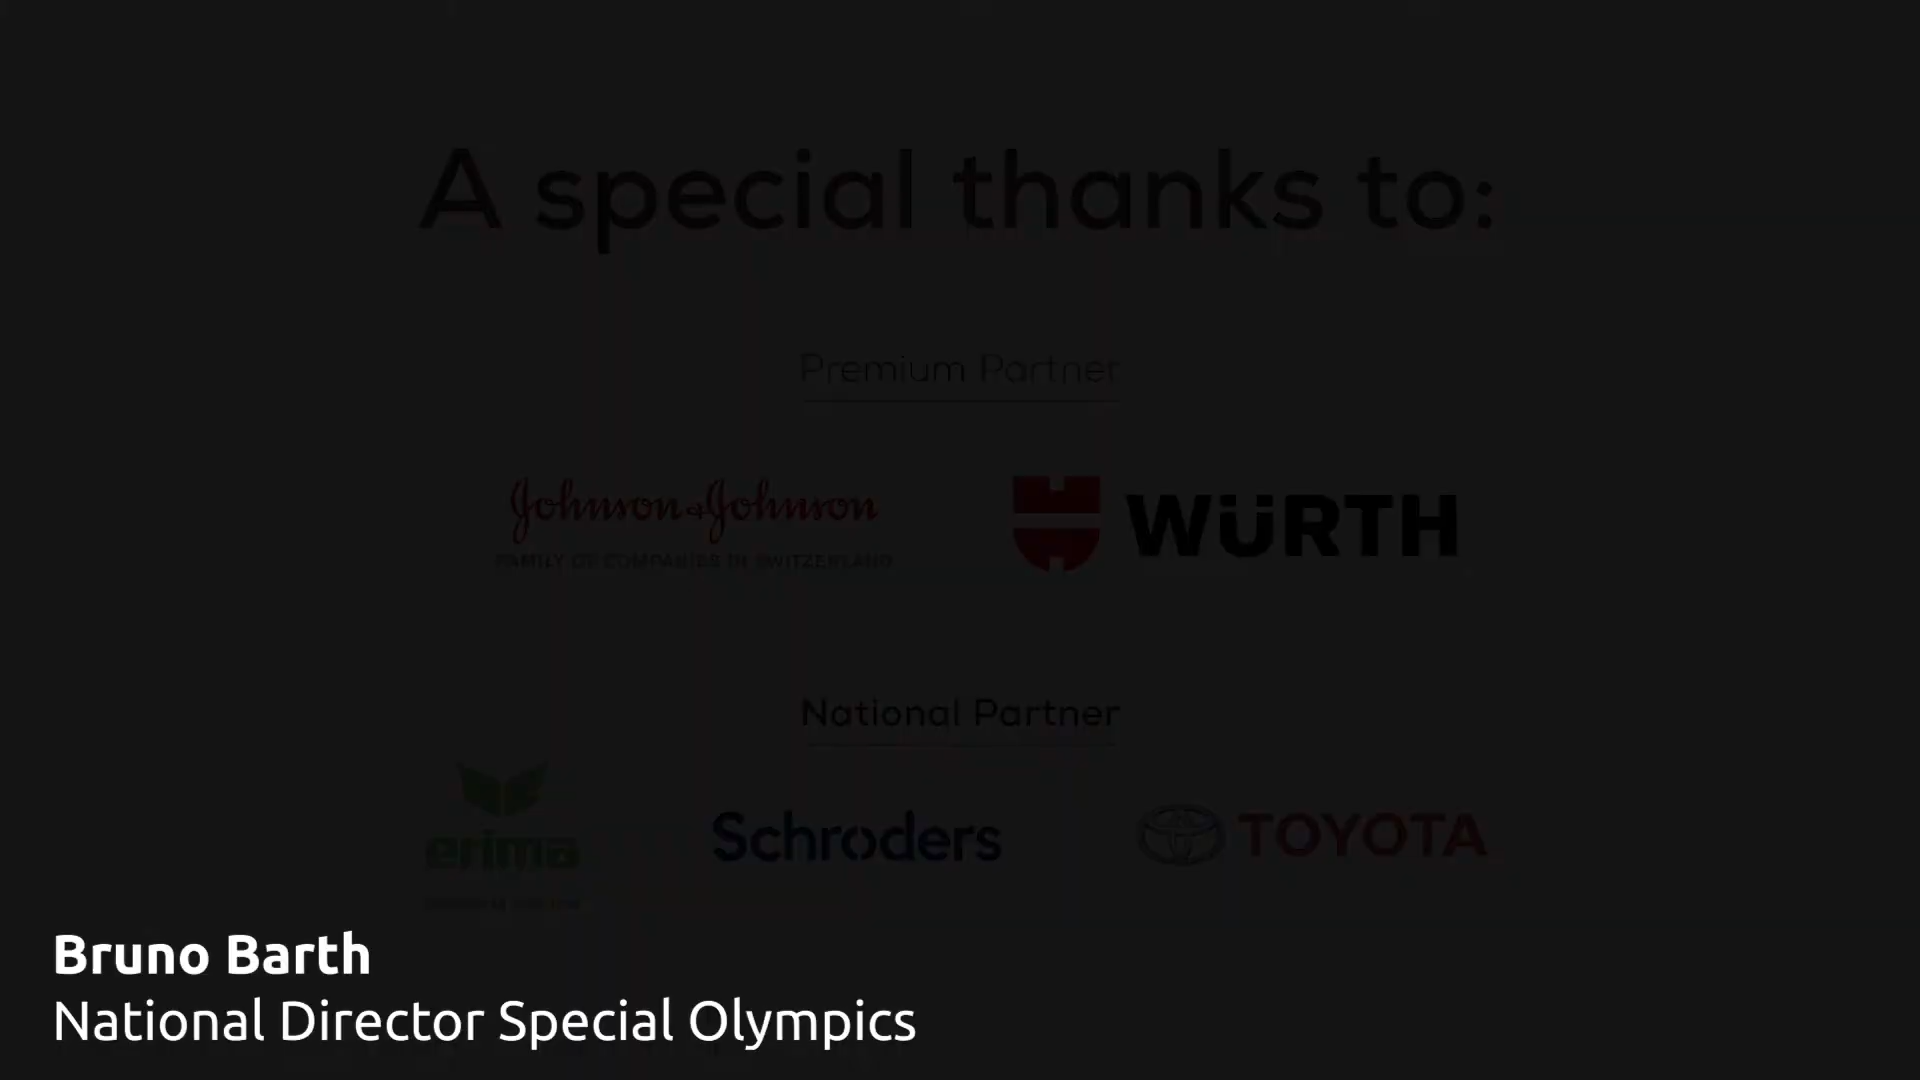 A special thanks to:
Premium Partner
Johnson & Johnson
FAMILY OF COMPANIES IN SWITZERLAND
WÜRTH
National Partner
erima
Schroders
TOYOTA
Bruno Barth
National Director Special Olympics